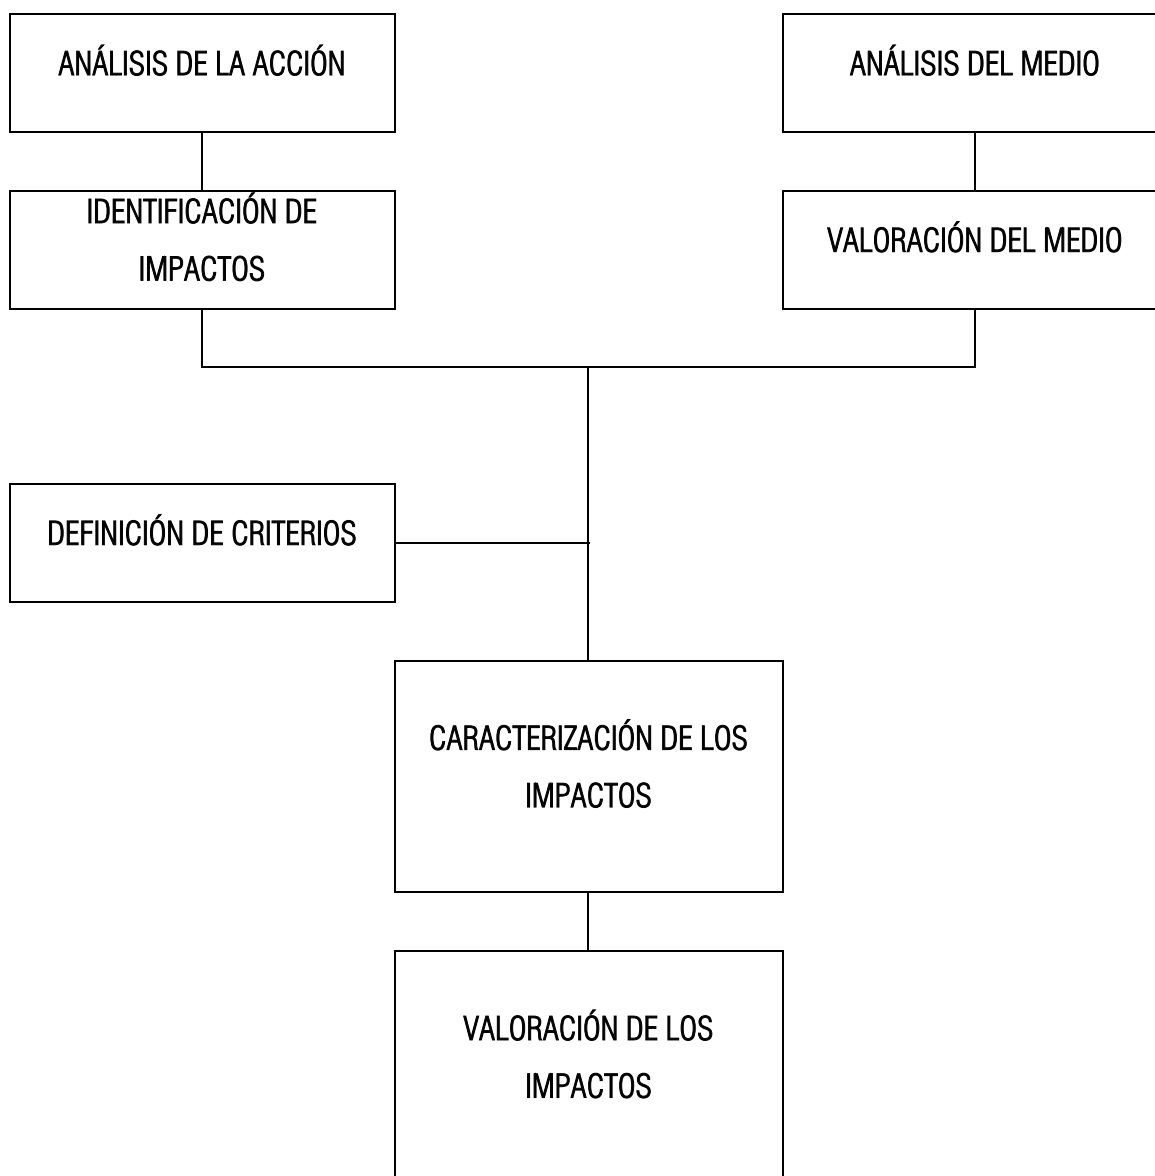 ANÁLISIS DE LA ACCIÓN
ANÁLISIS DEL MEDIO
IDENTIFICACIÓN DE
IMPACTOS
VALORACIÓN DEL MEDIO
DEFINICIÓN DE CRITERIOS
CARACTERIZACIÓN DE LOS
IMPACTOS
VALORACIÓN DE LOS
IMPACTOS